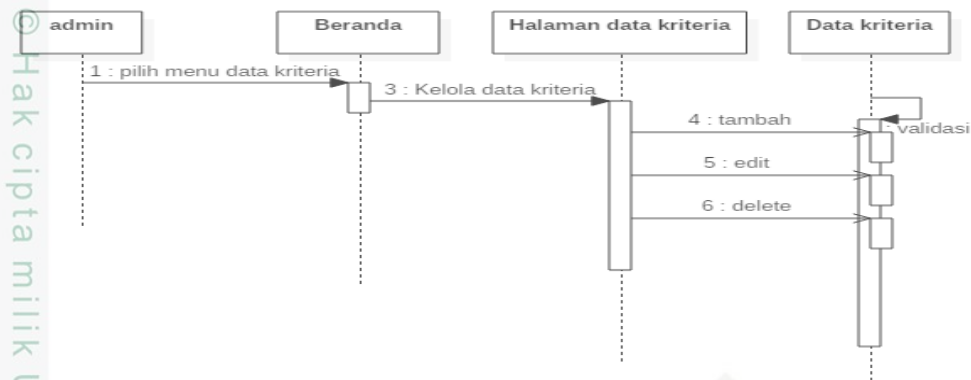 admin
Beranda
Halaman data kriteria
Data kriteria
1 : pilih menu data kriteria
3 : Kelola data kriteria
4 : tambah
: validasi
5 : edit
6 : delete
© Hak cipta milik U